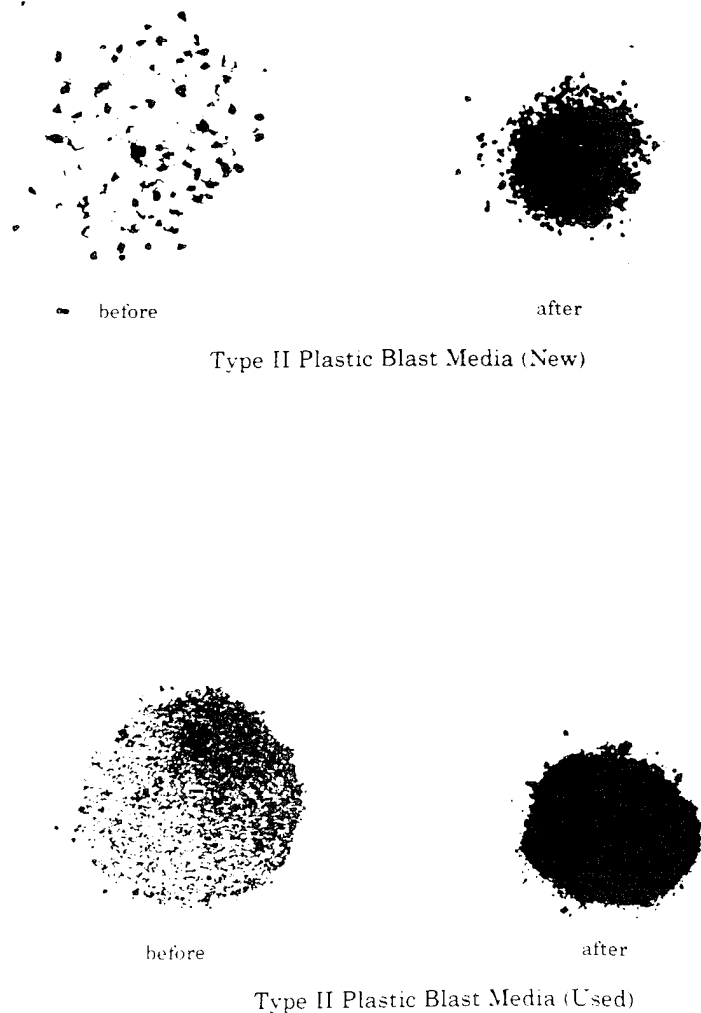 before
after
Type II Plastic Blast Media (New)
before
after
Type II Plastic Blast Media (Used)